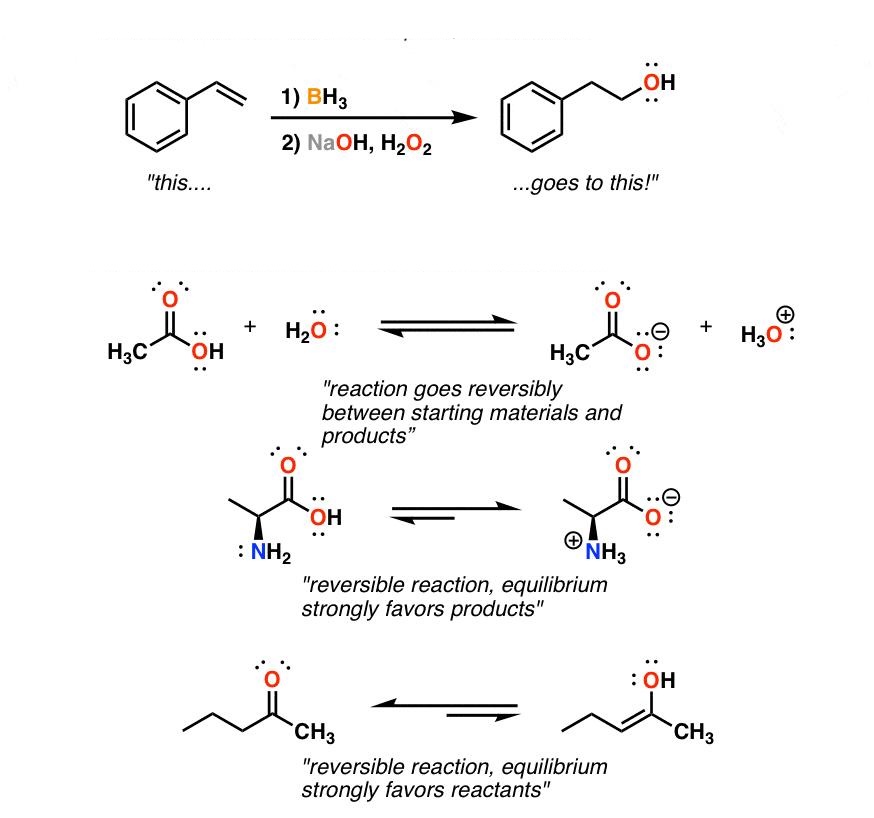 OH
1) BH3
2) NaOH, H2O2
"this....
...goes to this!"
O
H3C
OH
+
H2O
O
H3C
O
⊖
+
H3O
⊕
"reaction goes reversibly
between starting materials and
products”
O
OH
NH2
O
O
⊖
⊕
NH3
"reversible reaction, equilibrium
strongly favors products"
O
CH3
OH
CH3
"reversible reaction, equilibrium
strongly favors reactants"